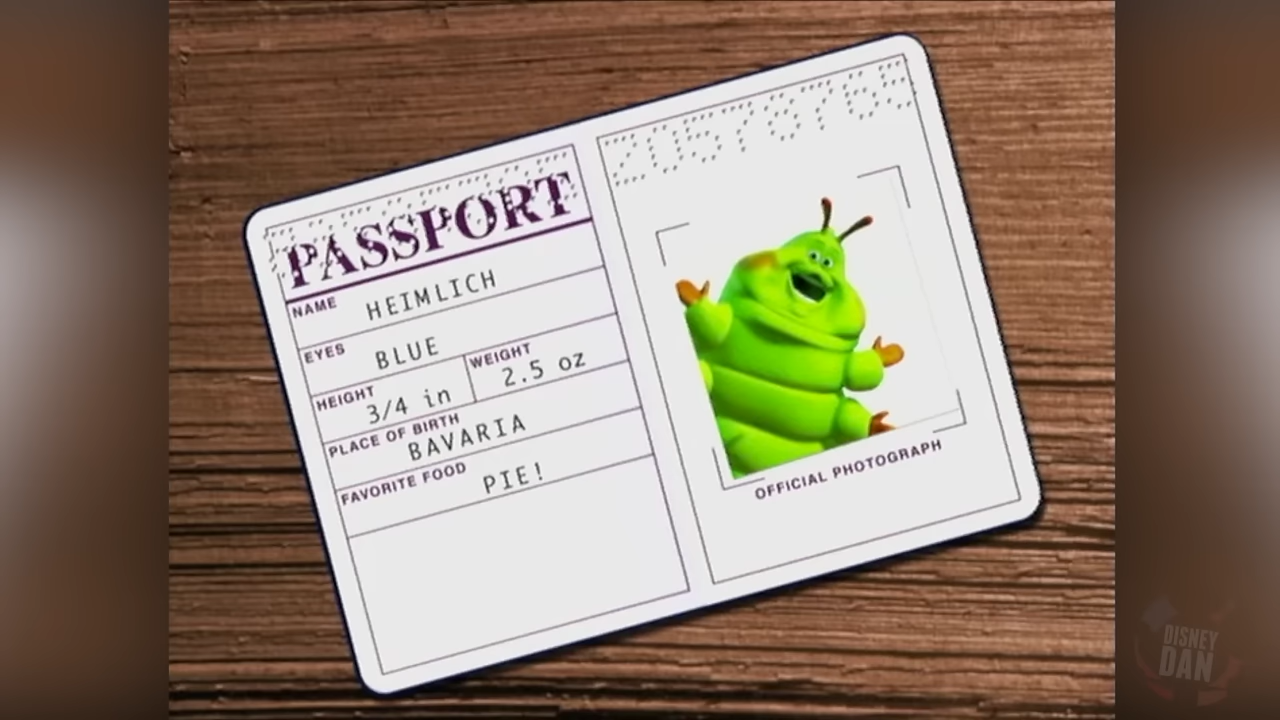 PASSPORT
NAME HEIMLICH
EYES BLUE
HEIGHT 3/4 in WEIGHT 2.5 oz
PLACE OF BIRTH BAVARIA
FAVORITE FOOD PIE!
OFFICIAL PHOTOGRAPH
DISNEY
DAN